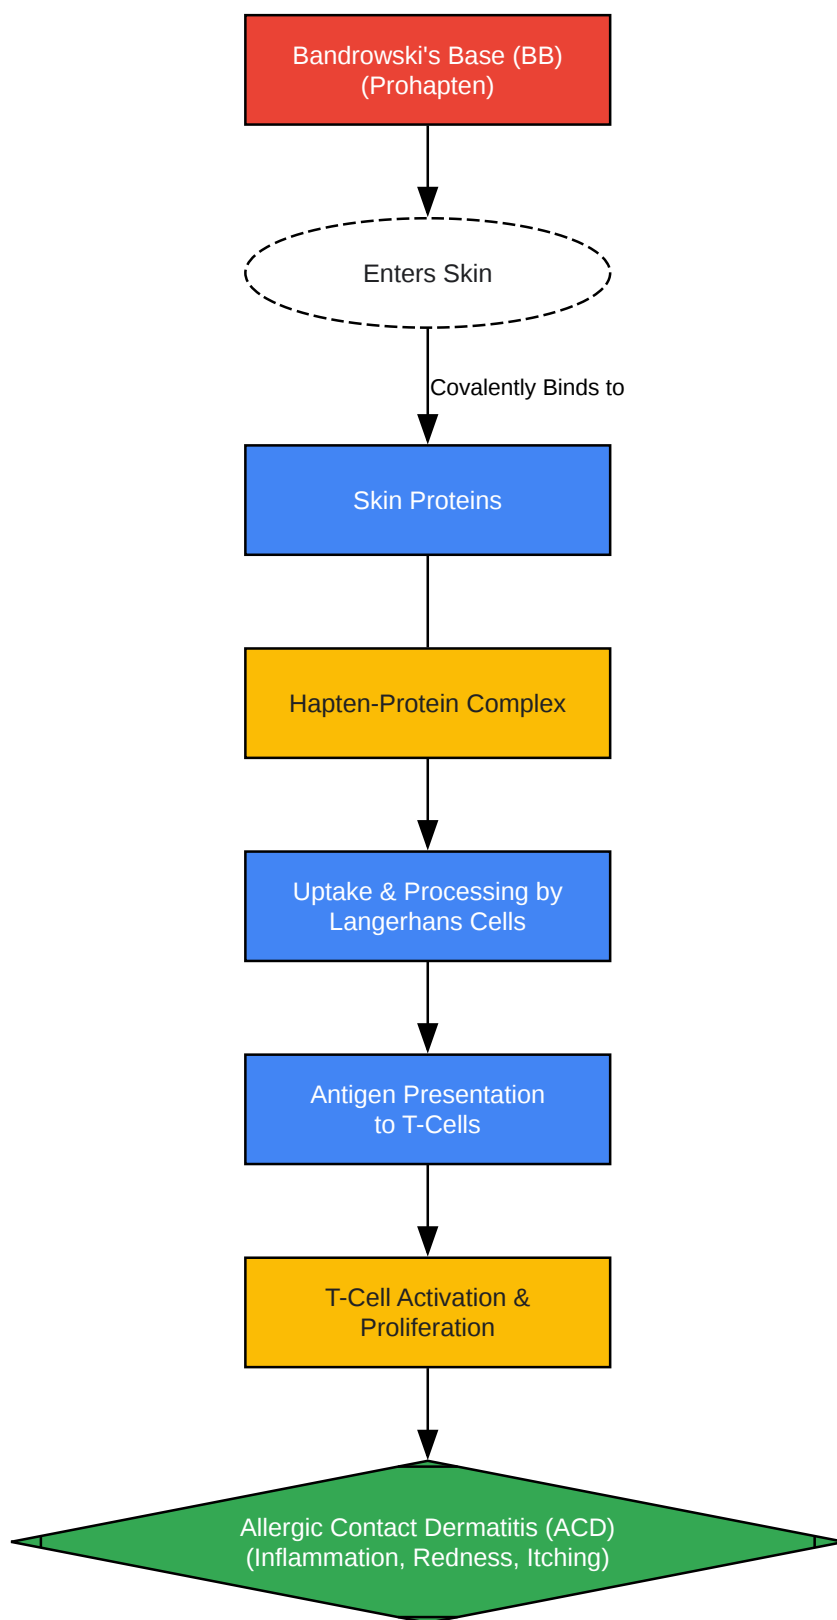 Bandrowski's Base (BB)
(Prohapten)
Enters Skin
Covalently Binds to
Skin Proteins
Hapten-Protein Complex
Uptake & Processing by
Langerhans Cells
Antigen Presentation
to T-Cells
T-Cell Activation &
Proliferation
Allergic Contact Dermatitis (ACD)
(Inflammation, Redness, Itching)